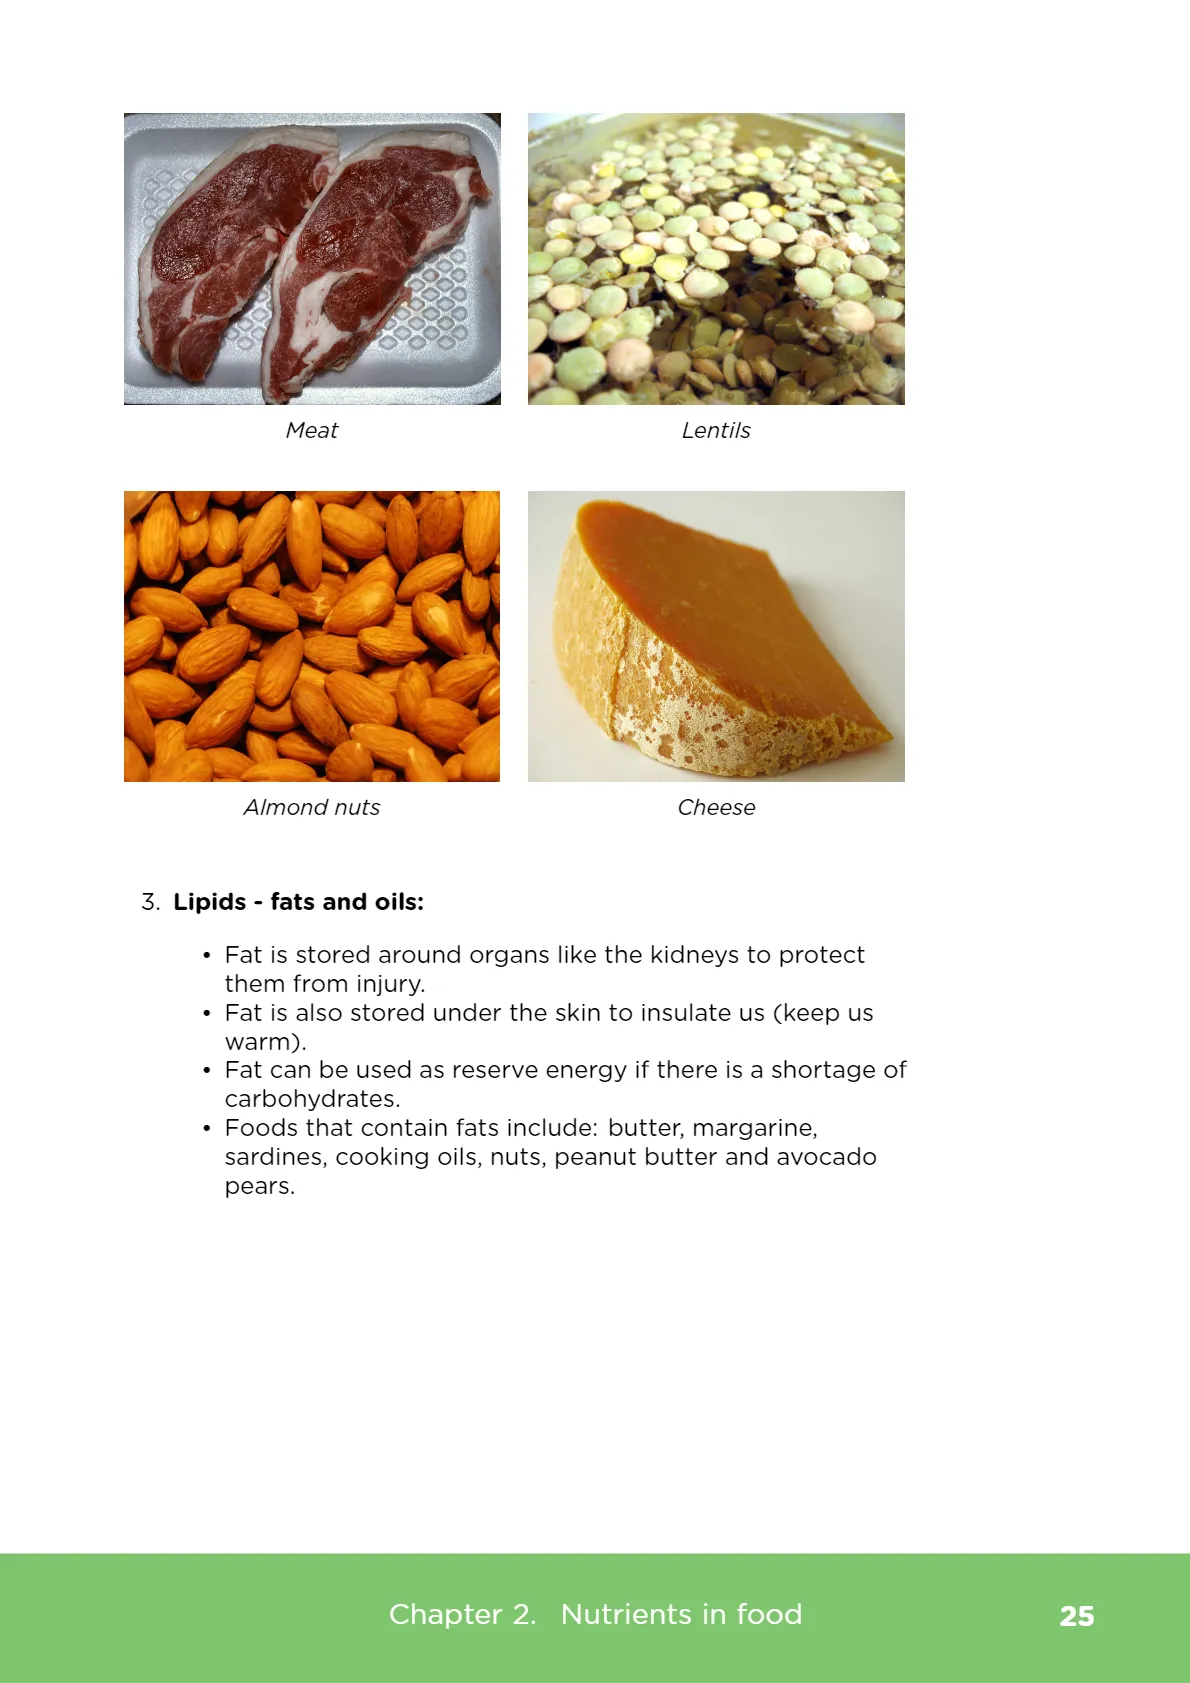 Meat
Lentils
Almond nuts
Cheese
3. Lipids - fats and oils:
• Fat is stored around organs like the kidneys to protect
them from injury.
• Fat is also stored under the skin to insulate us (keep us
warm).
• Fat can be used as reserve energy if there is a shortage of
carbohydrates.
• Foods that contain fats include: butter, margarine,
sardines, cooking oils, nuts, peanut butter and avocado
pears.
Chapter 2. Nutrients in food
25